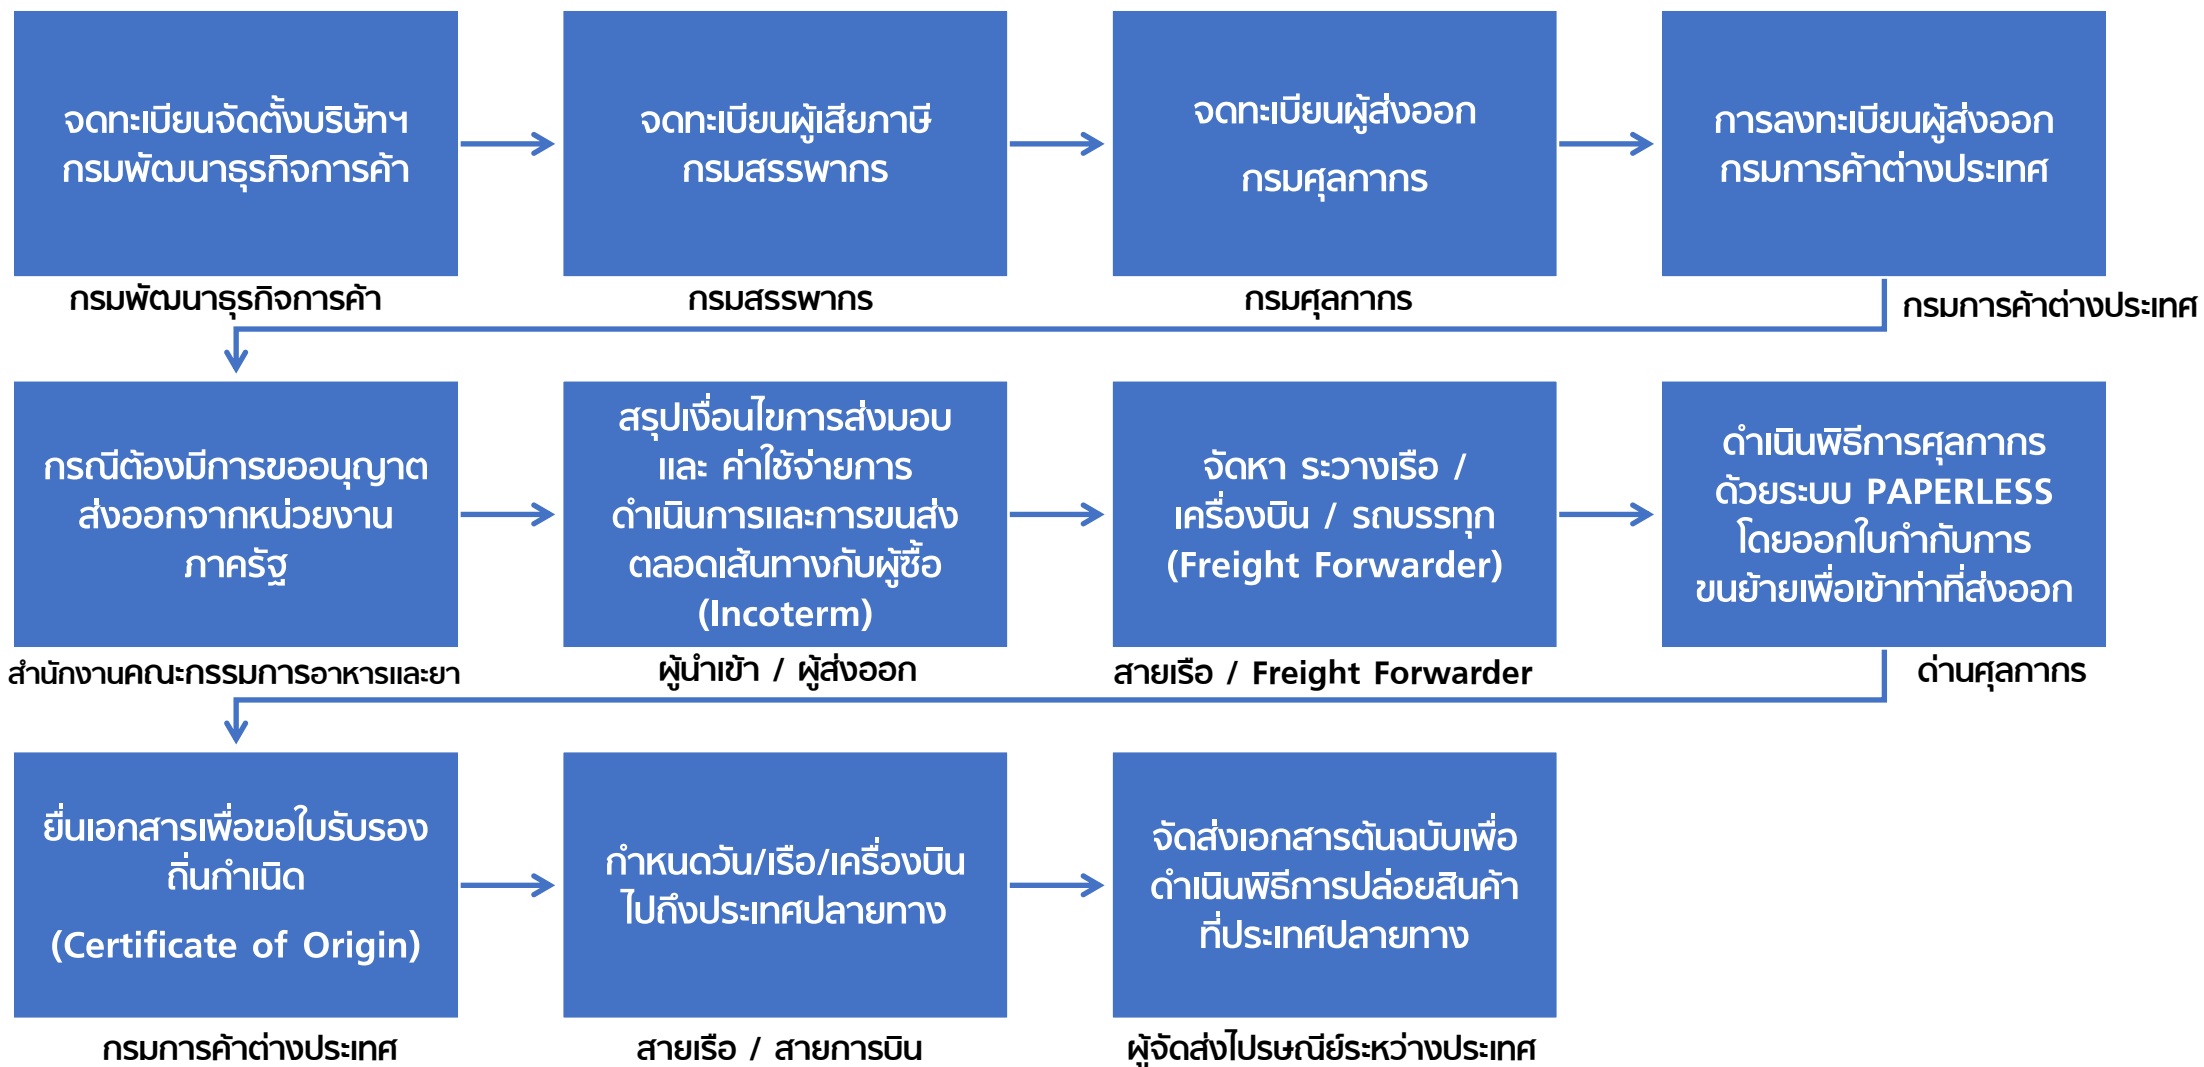 จดทะเบียนจัดตั้งบริษัทฯ
กรมพัฒนาธุรกิจการค้า
กรมพัฒนาธุรกิจการค้า
จดทะเบียนผู้เสียภาษี
กรมสรรพากร
กรมสรรพากร
จดทะเบียนผู้ส่งออก
กรมศุลกากร
กรมศุลกากร
การลงทะเบียนผู้ส่งออก
กรมการค้าต่างประเทศ
กรมการค้าต่างประเทศ
กรณีต้องมีการขออนุญาต
ส่งออกจากหน่วยงาน
ภาครัฐ
สำนักงานคณะกรรมการอาหารและยา
สรุปเงื่อนไขการส่งมอบ
และ ค่าใช้จ่ายการ
ดำเนินการและการขนส่ง
ตลอดเส้นทางกับผู้ซื้อ
(Incoterm)
ผู้นำเข้า / ผู้ส่งออก
จัดหา ระวางเรือ /
เครื่องบิน / รถบรรทุก
(Freight Forwarder)
สายเรือ / Freight Forwarder
ดำเนินพิธีการศุลกากร
ด้วยระบบ PAPERLESS
โดยออกใบกำกับการ
ขนย้ายเพื่อเข้าท่าที่ส่งออก
ด่านศุลกากร
ยื่นเอกสารเพื่อขอใบรับรอง
ถิ่นกำเนิด
(Certificate of Origin)
กรมการค้าต่างประเทศ
กำหนดวัน/เรือ/เครื่องบิน
ไปถึงประเทศปลายทาง
สายเรือ / สายการบิน
จัดส่งเอกสารต้นฉบับเพื่อ
ดำเนินพิธีการปล่อยสินค้า
ที่ประเทศปลายทาง
ผู้จัดส่งไปรษณีย์ระหว่างประเทศ